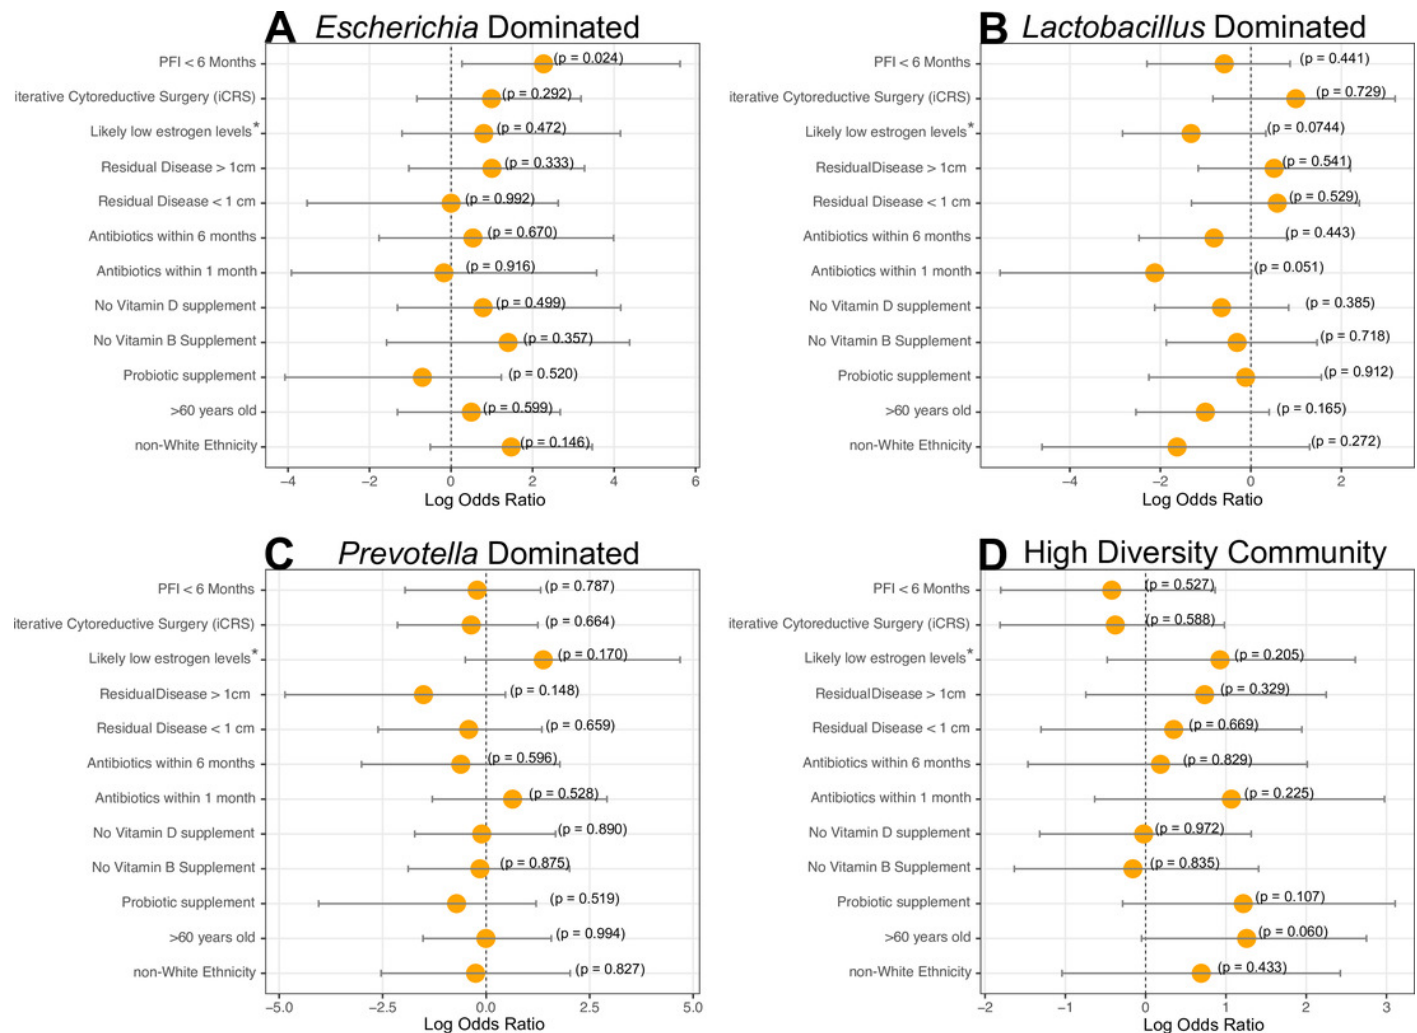 A Escherichia Dominated
PFI < 6 Months (p = 0.024)
iterative Cytoreductive Surgery (iCRS) (p = 0.292)
Likely low estrogen levels* (p = 0.472)
Residual Disease > 1cm (p = 0.333)
Residual Disease < 1 cm (p = 0.992)
Antibiotics within 6 months (p = 0.670)
Antibiotics within 1 month (p = 0.916)
No Vitamin D supplement (p = 0.499)
No Vitamin B Supplement (p = 0.357)
Probiotic supplement (p = 0.520)
>60 years old (p = 0.599)
non-White Ethnicity (p = 0.146)
−4 −2 0 2 4 6
Log Odds Ratio
B Lactobacillus Dominated
PFI < 6 Months (p = 0.441)
iterative Cytoreductive Surgery (iCRS) (p = 0.729)
Likely low estrogen levels* (p = 0.0744)
ResidualDisease > 1cm (p = 0.541)
Residual Disease < 1 cm (p = 0.529)
Antibiotics within 6 months (p = 0.443)
Antibiotics within 1 month (p = 0.051)
No Vitamin D supplement (p = 0.385)
No Vitamin B Supplement (p = 0.718)
Probiotic supplement (p = 0.912)
>60 years old (p = 0.165)
non-White Ethnicity (p = 0.272)
−4 −2 0 2
Log Odds Ratio
C Prevotella Dominated
PFI < 6 Months (p = 0.787)
iterative Cytoreductive Surgery (iCRS) (p = 0.664)
Likely low estrogen levels* (p = 0.170)
ResidualDisease > 1cm (p = 0.148)
Residual Disease < 1 cm (p = 0.659)
Antibiotics within 6 months (p = 0.596)
Antibiotics within 1 month (p = 0.528)
No Vitamin D supplement (p = 0.890)
No Vitamin B Supplement (p = 0.875)
Probiotic supplement (p = 0.519)
>60 years old (p = 0.994)
non-White Ethnicity (p = 0.827)
−5.0 −2.5 0.0 2.5 5.0
Log Odds Ratio
D High Diversity Community
PFI < 6 Months (p = 0.527)
iterative Cytoreductive Surgery (iCRS) (p = 0.588)
Likely low estrogen levels* (p = 0.205)
ResidualDisease > 1cm (p = 0.329)
Residual Disease < 1 cm (p = 0.669)
Antibiotics within 6 months (p = 0.829)
Antibiotics within 1 month (p = 0.225)
No Vitamin D supplement (p = 0.972)
No Vitamin B Supplement (p = 0.835)
Probiotic supplement (p = 0.107)
>60 years old (p = 0.060)
non-White Ethnicity (p = 0.433)
−2 −1 0 1 2 3
Log Odds Ratio